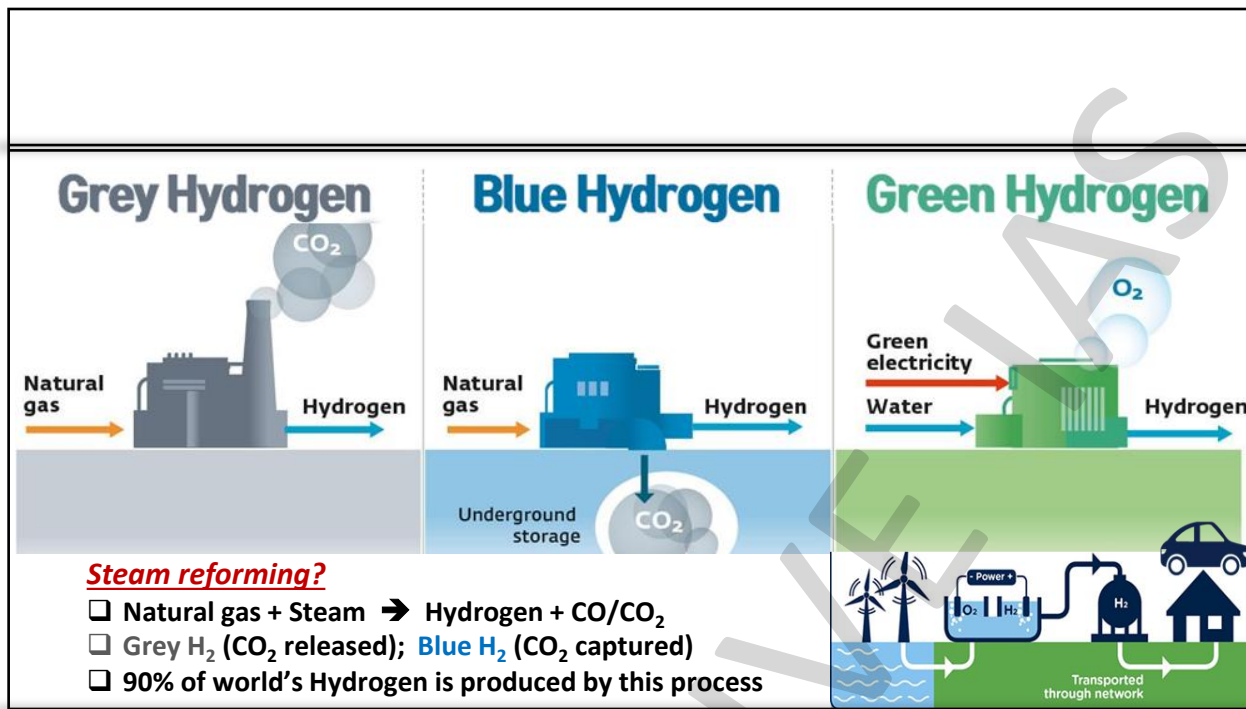 Grey Hydrogen
CO₂
Natural
gas
Hydrogen
Blue Hydrogen
Natural
gas
Hydrogen
Underground
storage
CO₂
Green Hydrogen
O₂
Green
electricity
Water
Hydrogen
Steam reforming?
❑ Natural gas + Steam ➔ Hydrogen + CO/CO₂
❑ Grey H₂ (CO₂ released); Blue H₂ (CO₂ captured)
❑ 90% of world's Hydrogen is produced by this process
- Power +
O₂ H₂
H₂
Transported
through network
VE IAS